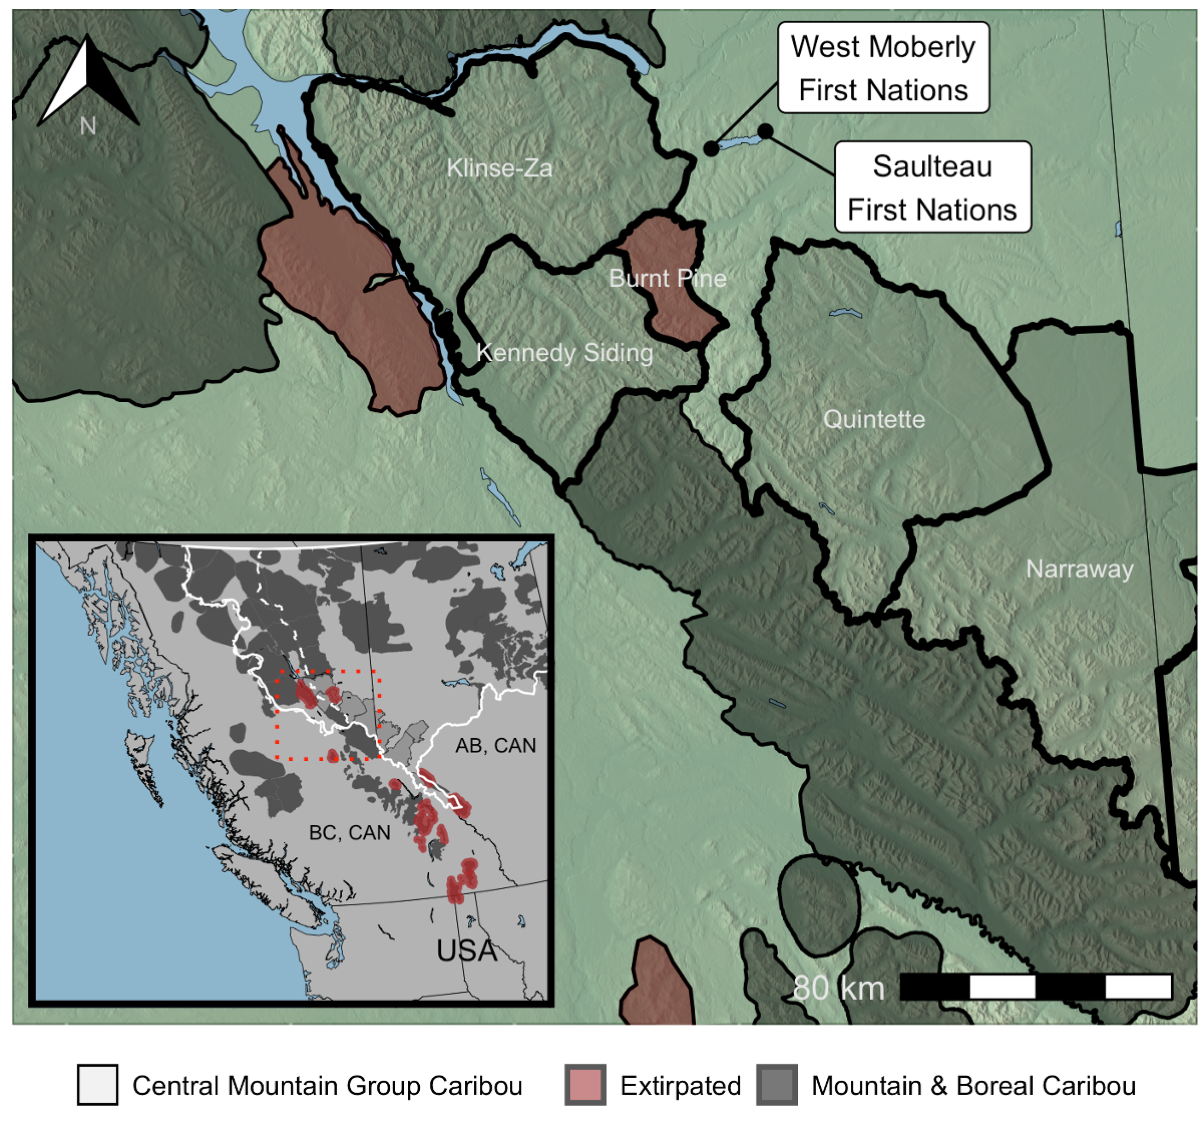 West Moberly
First Nations
N
Klinse-Za
Saulteau
First Nations
Burnt Pine
Kennedy Siding
Quintette
Narraway
AB, CAN
BC, CAN
USA
80 km
Central Mountain Group Caribou
Extirpated
Mountain & Boreal Caribou